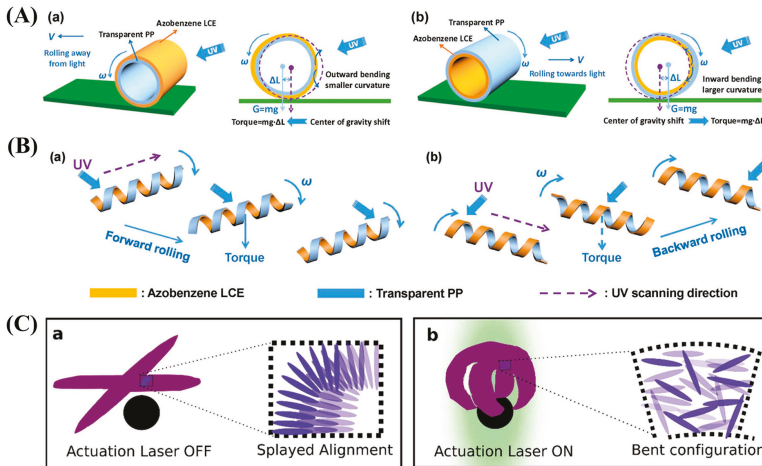 (A)
(a)
Transparent PP
Azobenzene LCE
V
Rolling away
from light
ω
UV
ω
UV
ΔL
Outward bending
smaller curvature
G=mg
Torque=mg·ΔL
Center of gravity shift
(b)
Transparent PP
Azobenzene LCE
UV
ω
V
Rolling towards light
UV
ω
ΔL
Inward bending
larger curvature
G=mg
Center of gravity shift
Torque=mg·ΔL
(B)
(a)
UV
ω
Forward rolling
Torque
(b)
UV
ω
Backward rolling
Torque
: Azobenzene LCE
: Transparent PP
: UV scanning direction
(C)
a
Actuation Laser OFF
Splayed Alignment
b
Actuation Laser ON
Bent configuration